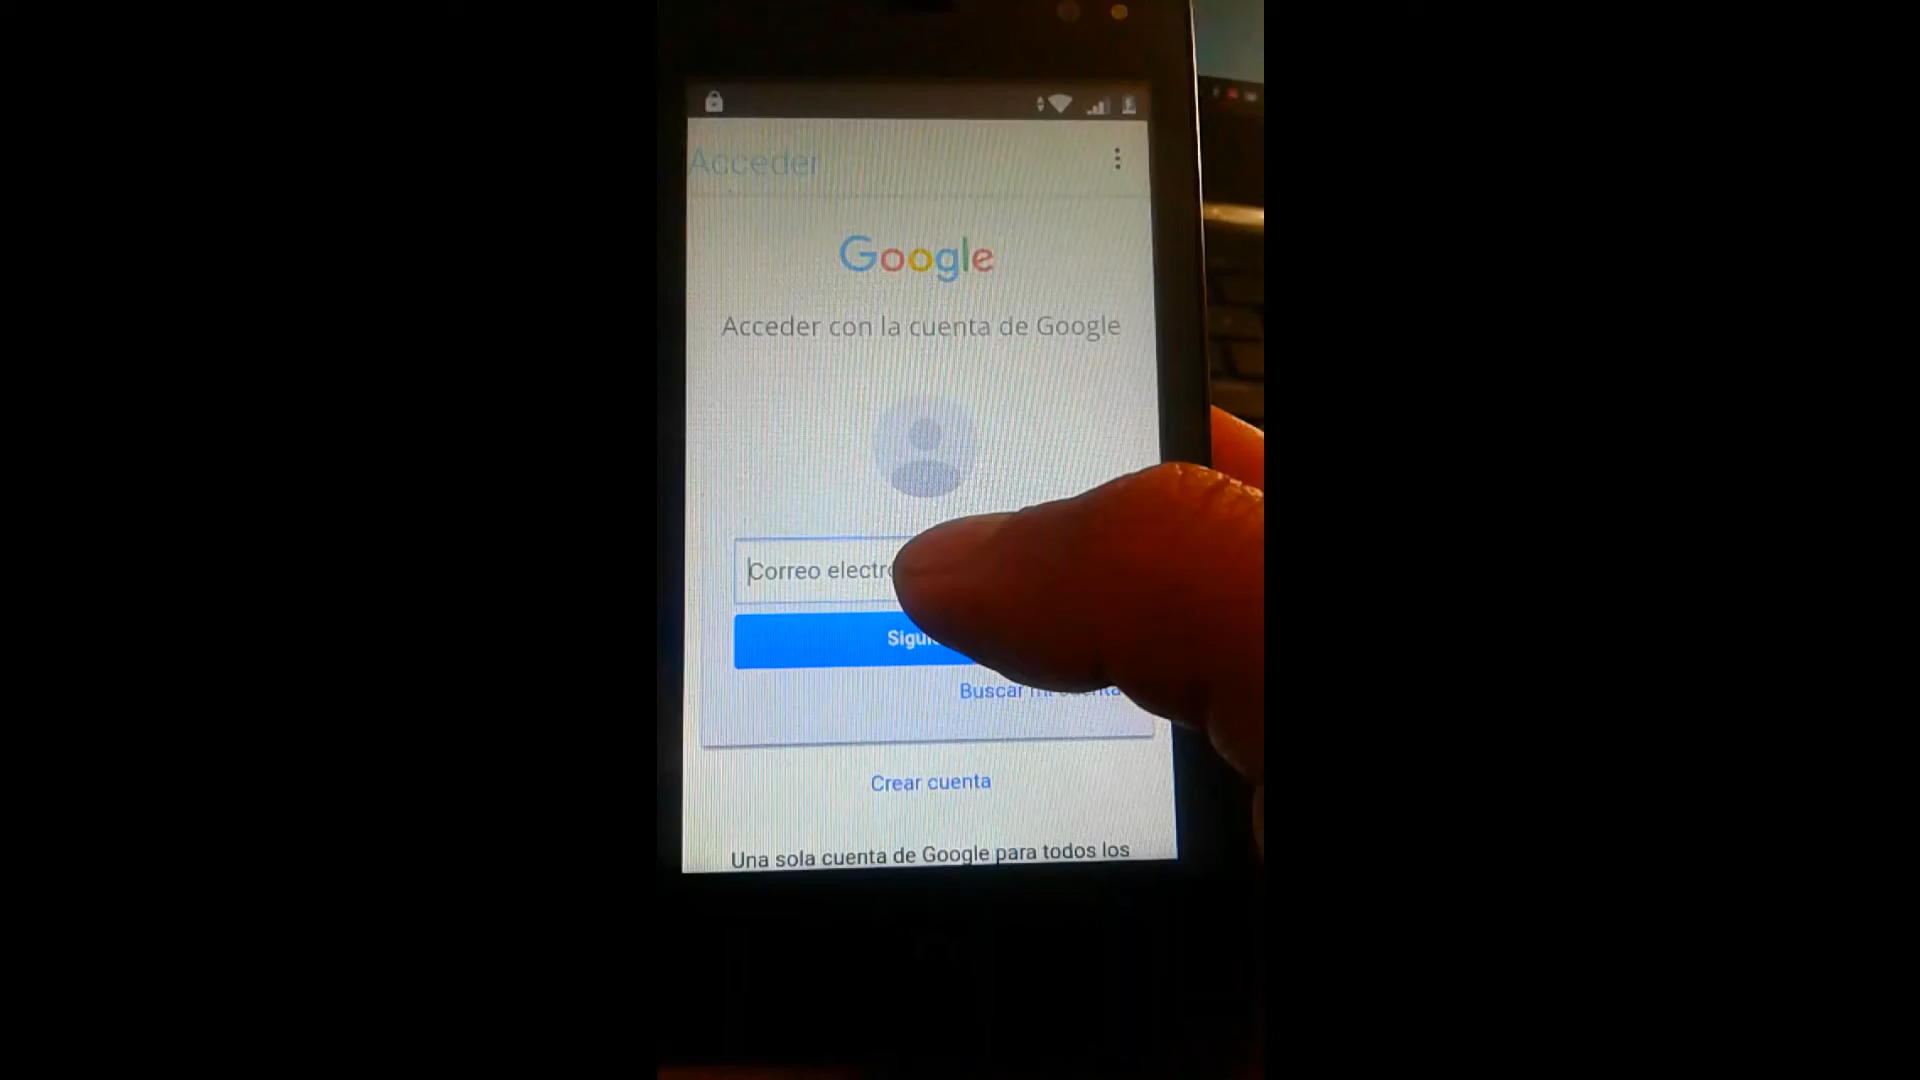 Acceder
Google
Acceder con la cuenta de Google
Correo
Buscar
Crear cuenta
Una sola cuenta de Google para todos los